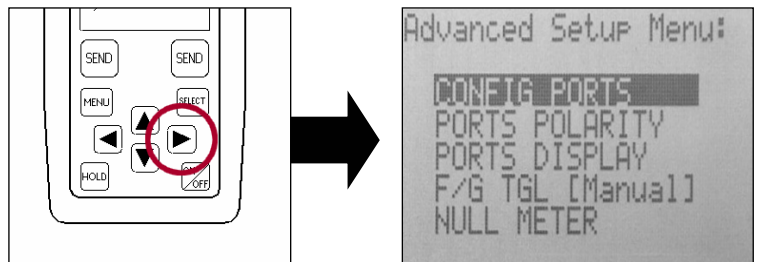 SEND SEND
MENU SELECT
HOLD ON/OFF
Advanced Setup Menu:
CONFIG PORTS
PORTS POLARITY
PORTS DISPLAY
F/G TGL [Manual]
NULL METER